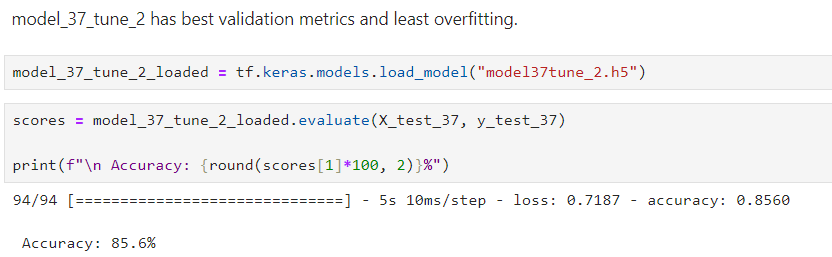 model_37_tune_2 has best validation metrics and least overfitting.
model_37_tune_2_loaded = tf.keras.models.load_model("model37tune_2.h5")
scores = model_37_tune_2_loaded.evaluate(X_test_37, y_test_37)
print(f"\n Accuracy: {round(scores[1]*100, 2)}%")
94/94 [==============================] - 5s 10ms/step - loss: 0.7187 - accuracy: 0.8560
Accuracy: 85.6%